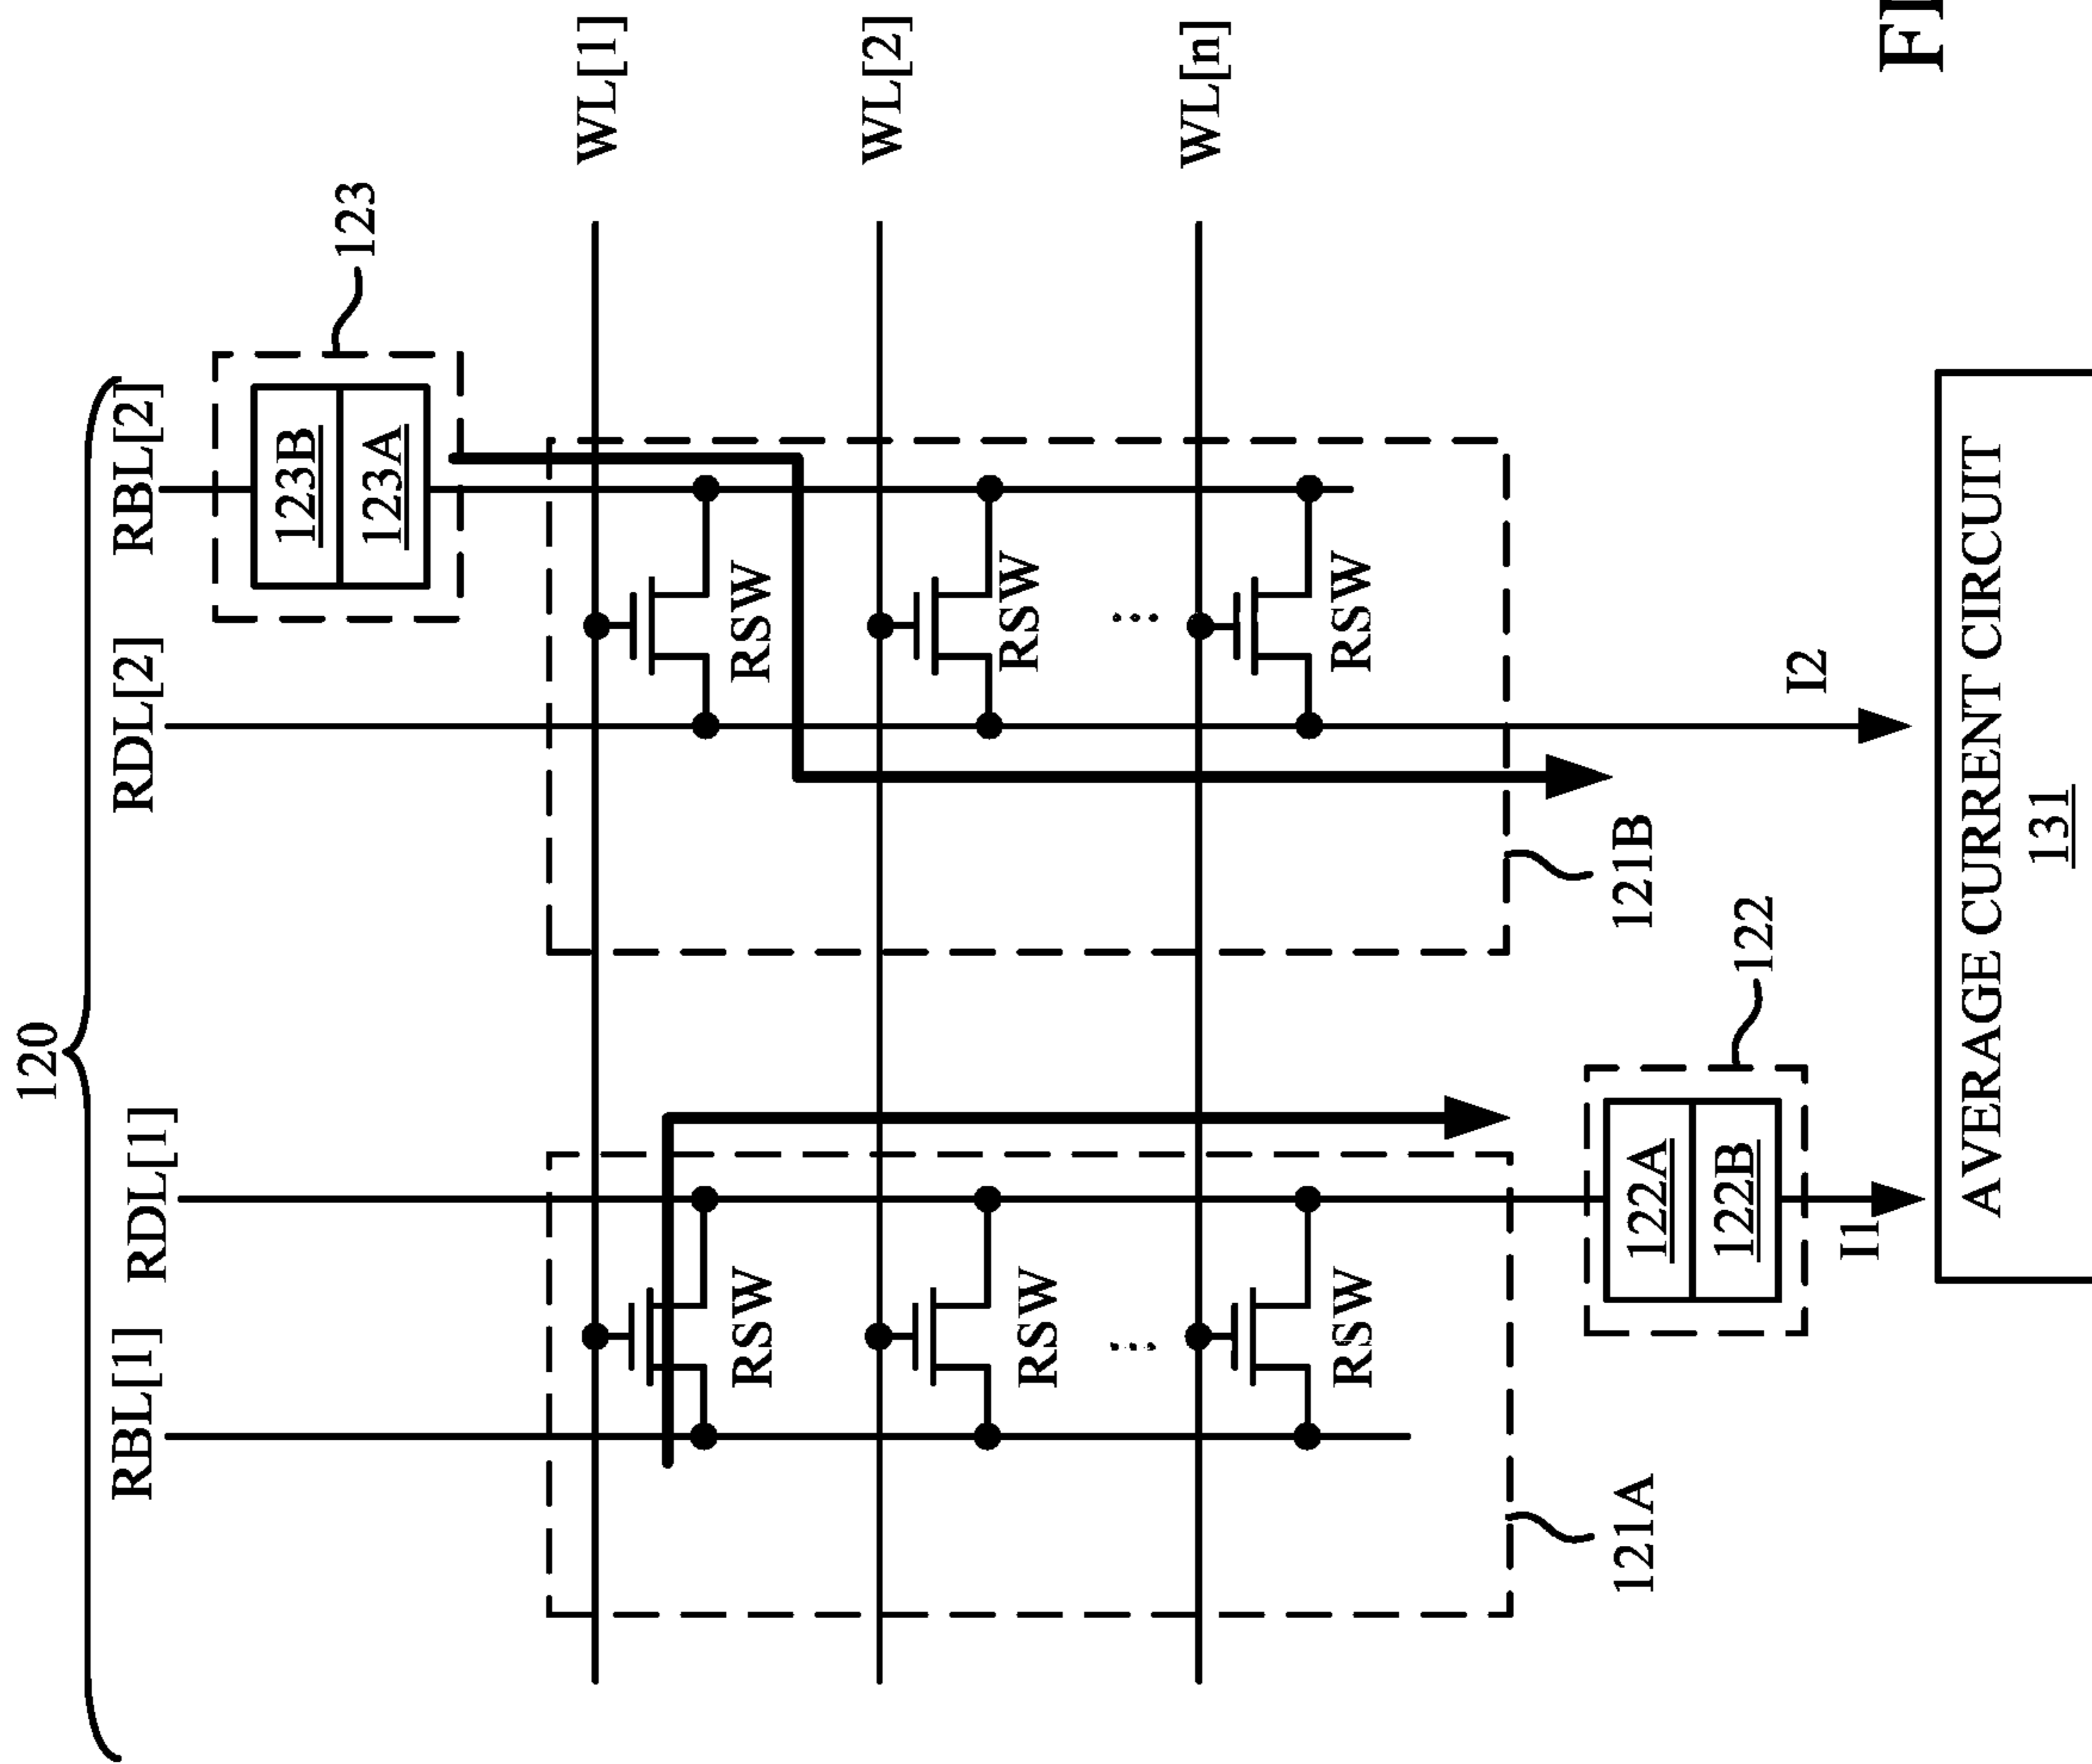 120
RBL[1]
RDL[1]
RDL[2]
RBL[2]
123B
123A
123
WL[1]
RSW
RSW
WL[2]
RSW
RSW
...
...
WL[n]
RSW
RSW
121A
121B
122A
122B
122
I1
I2
AVERAGE CURRENT CIRCUIT
131
FI